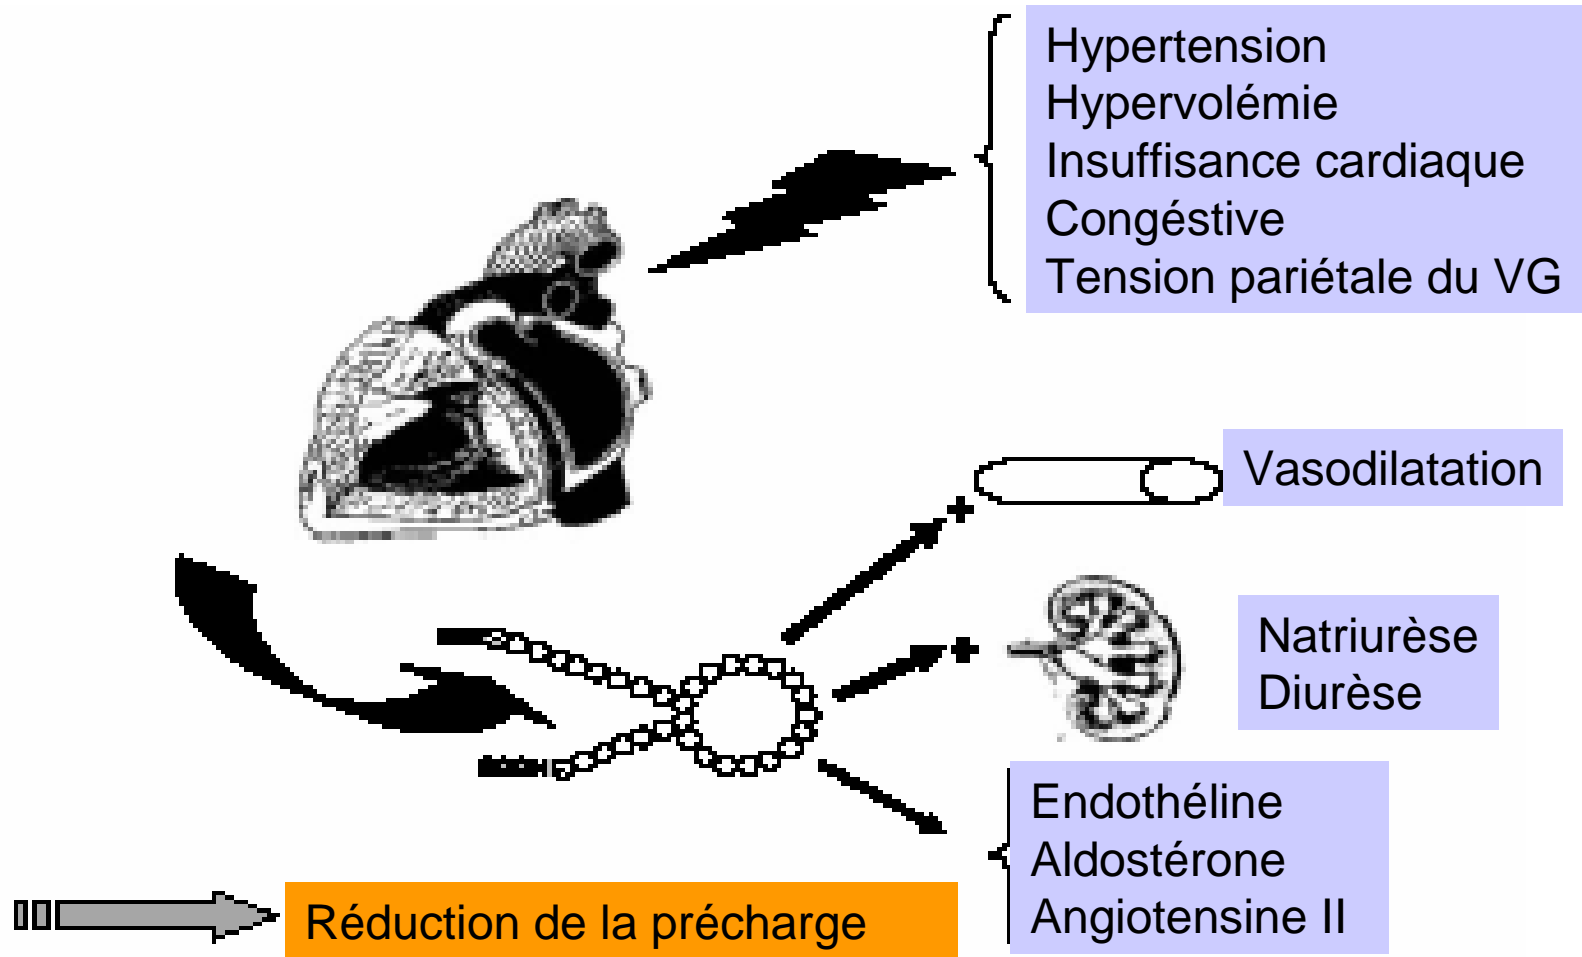 Hypertension
Hypervolémie
Insuffisance cardiaque
Congéstive
Tension pariétale du VG
Vasodilatation
+
+
Natriurèse
Diurèse
Endothéline
Aldostérone
Angiotensine II
Réduction de la précharge